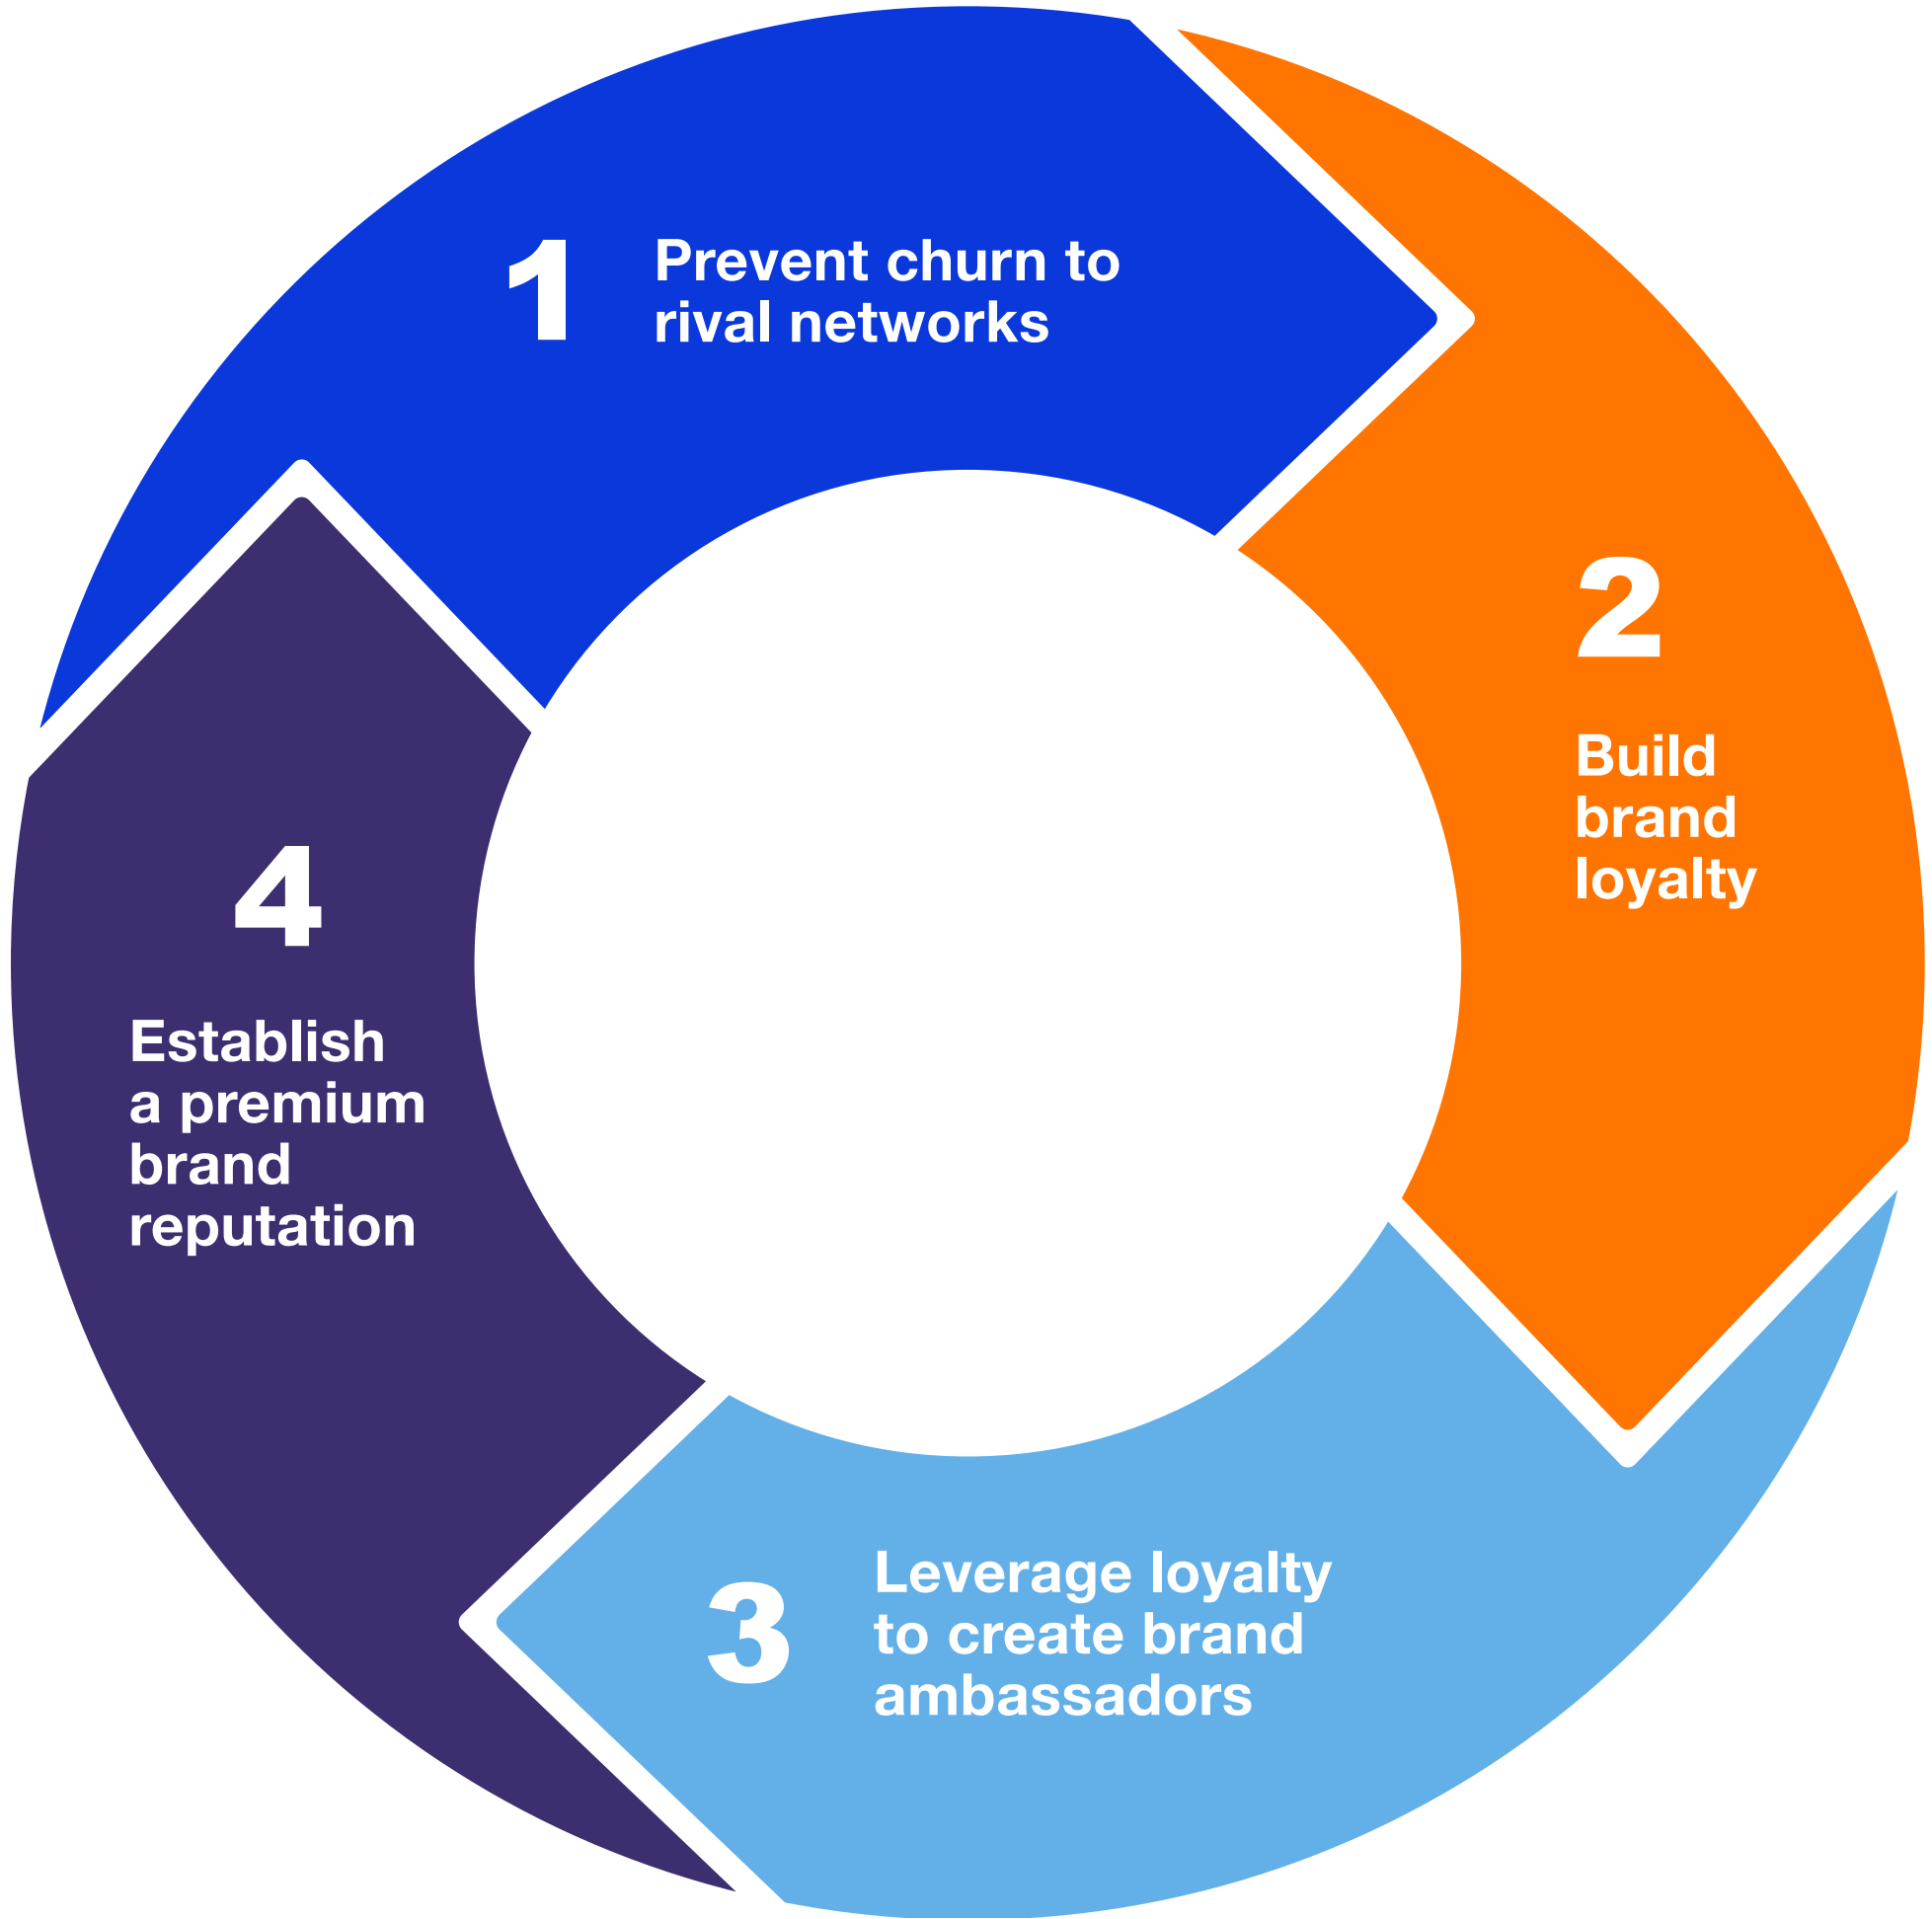 1
Prevent churn to
rival networks
2
Build
brand
loyalty
3
Leverage loyalty
to create brand
ambassadors
4
Establish
a premium
brand
reputation